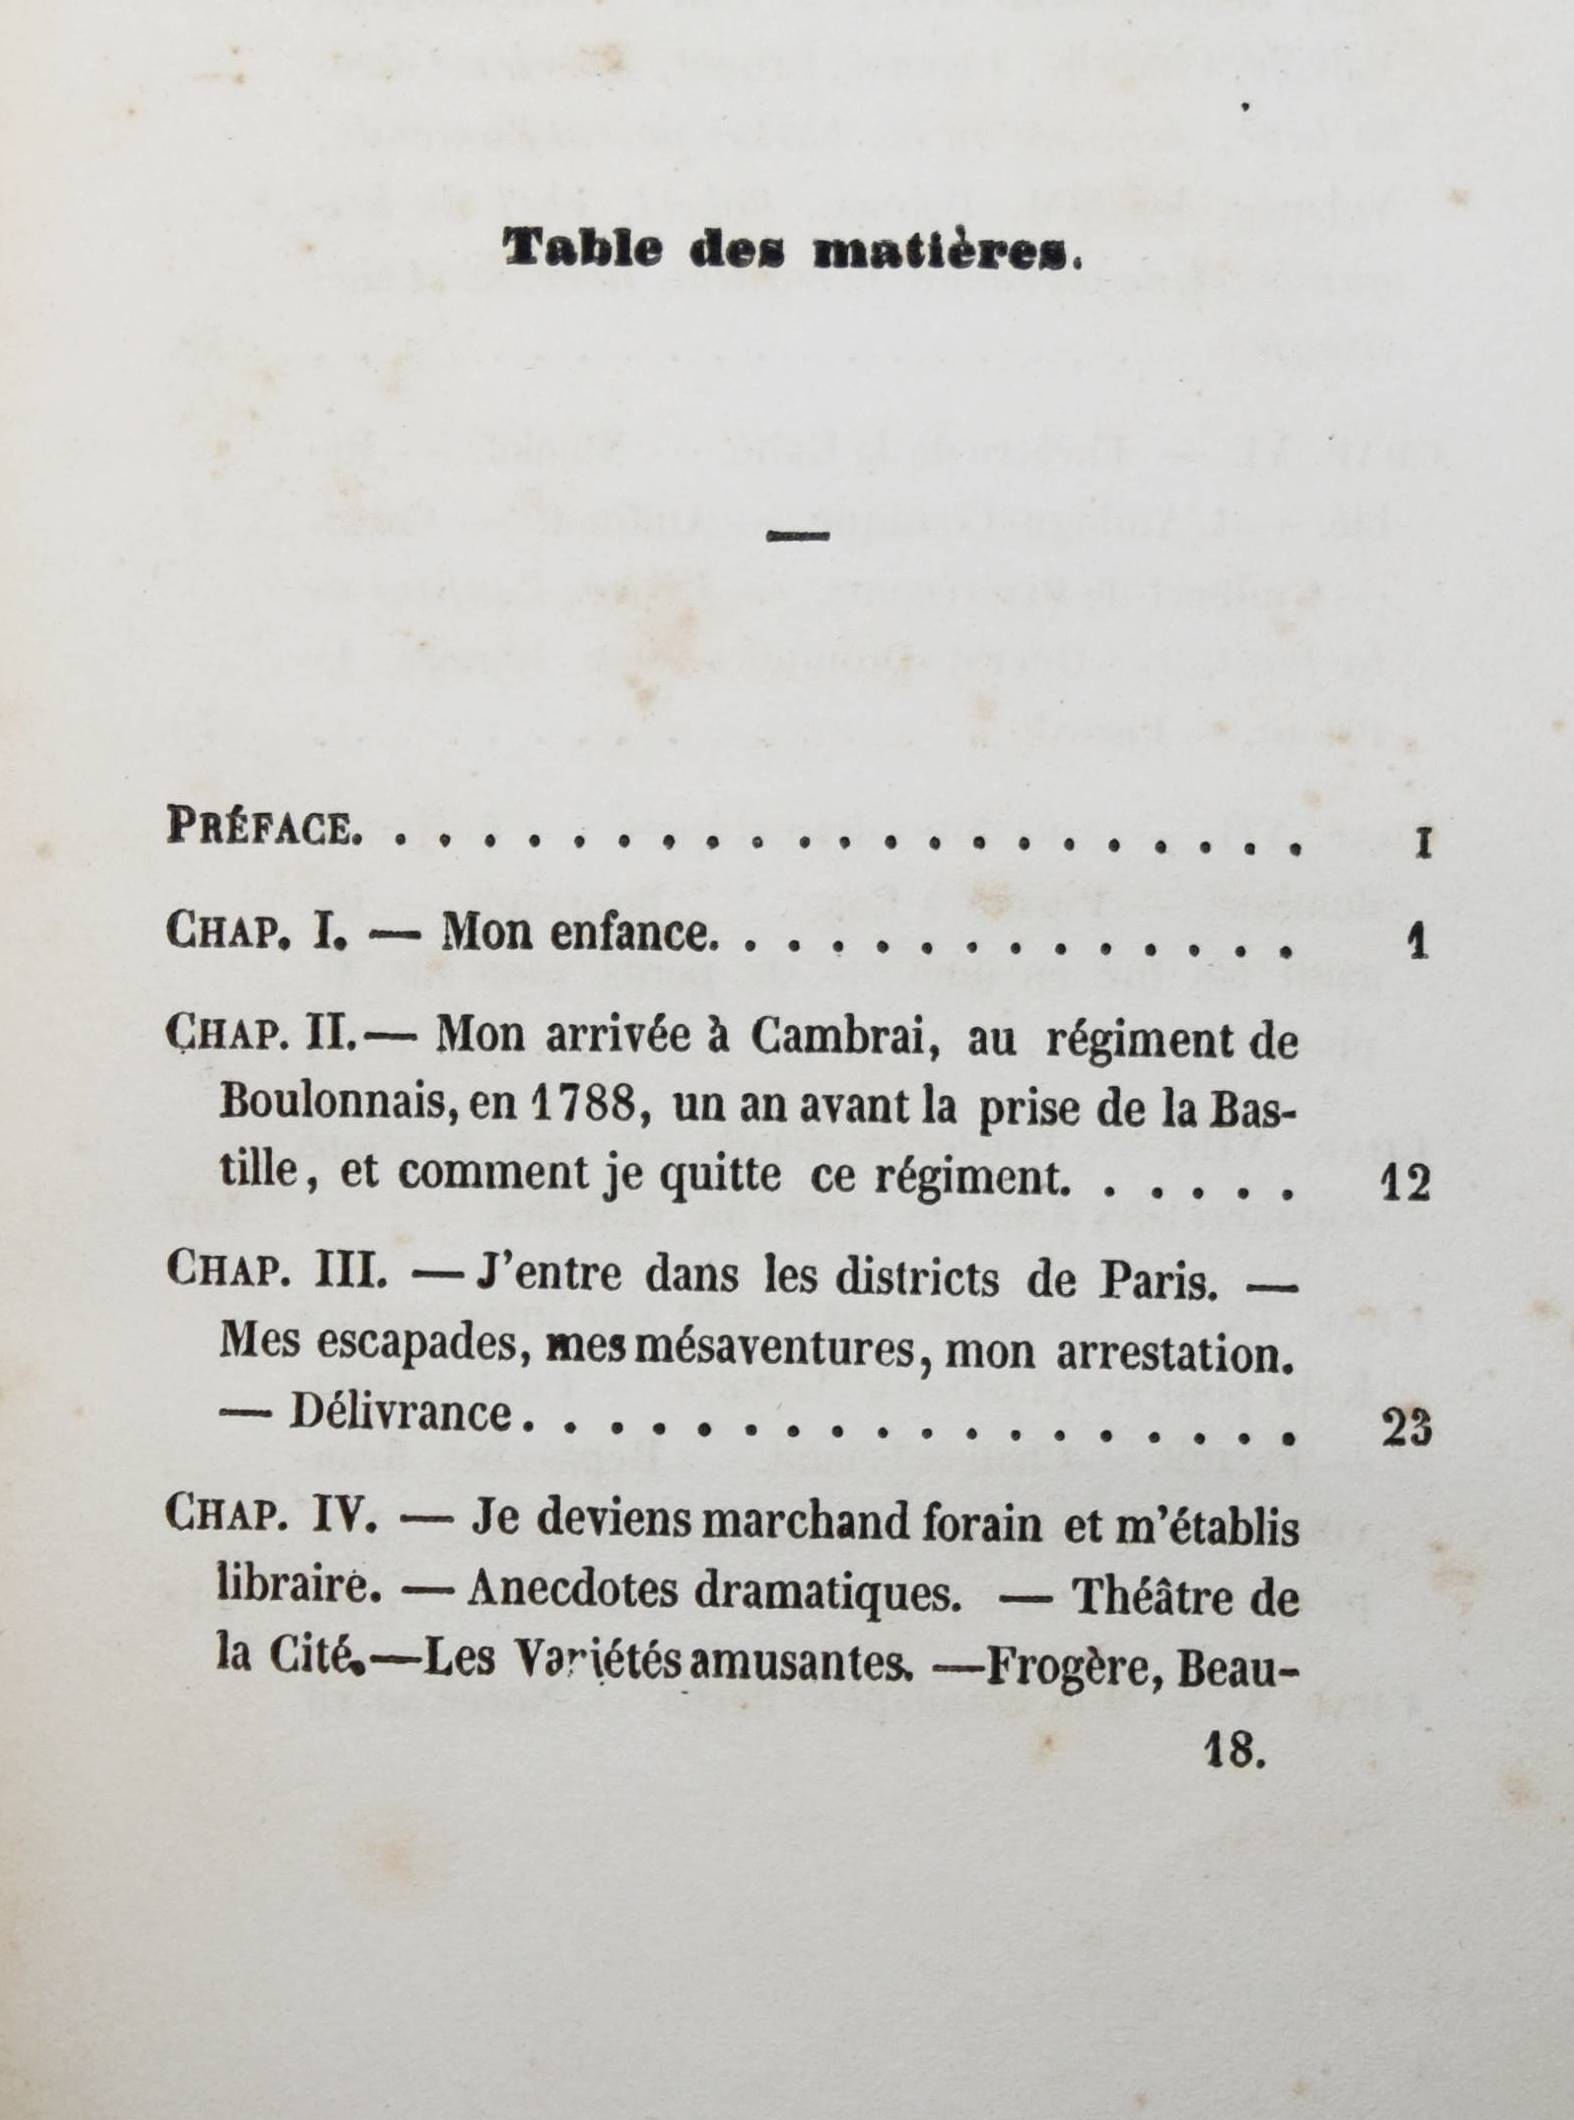 Table des matières.
—
PRÉFACE. . . . . . . . . . . . . . . . . . . . . . I
CHAP. I. — Mon enfance. . . . . . . . . . . . . . 1
CHAP. II.— Mon arrivée à Cambrai, au régiment de
Boulonnais, en 1788, un an avant la prise de la Bas-
tille, et comment je quitte ce régiment. . . . . . 12
CHAP. III. — J'entre dans les districts de Paris. —
Mes escapades, mes mésaventures, mon arrestation.
— Délivrance. . . . . . . . . . . . . . . . . . 23
CHAP. IV. — Je deviens marchand forain et m'établis
libraire. — Anecdotes dramatiques. — Théâtre de
la Cité.—Les Variétés amusantes. —Frogère, Beau-
18.